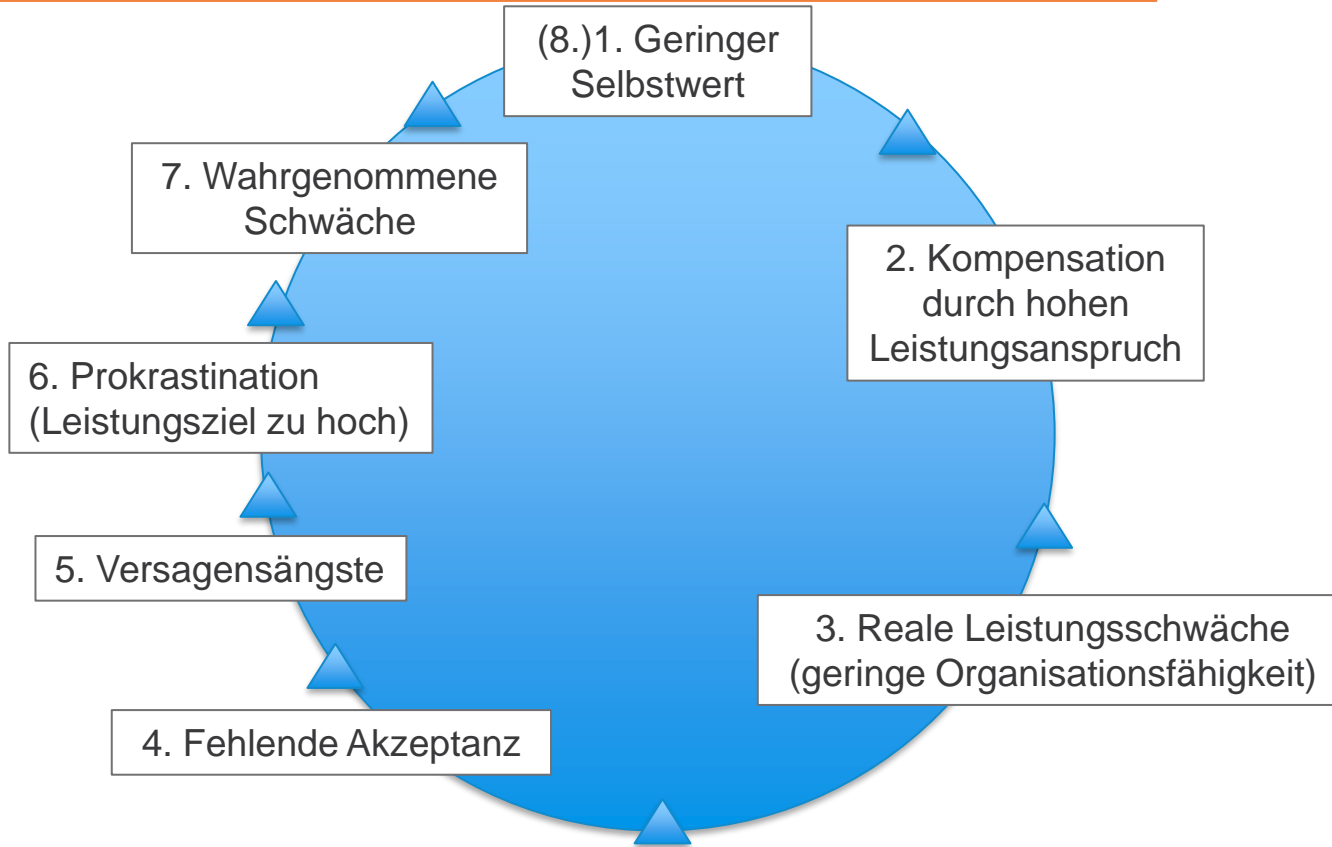 (8.)1. Geringer
Selbstwert
2. Kompensation
durch hohen
Leistungsanspruch
3. Reale Leistungsschwäche
(geringe Organisationsfähigkeit)
4. Fehlende Akzeptanz
5. Versagensängste
6. Prokrastination
(Leistungsziel zu hoch)
7. Wahrgenommene
Schwäche